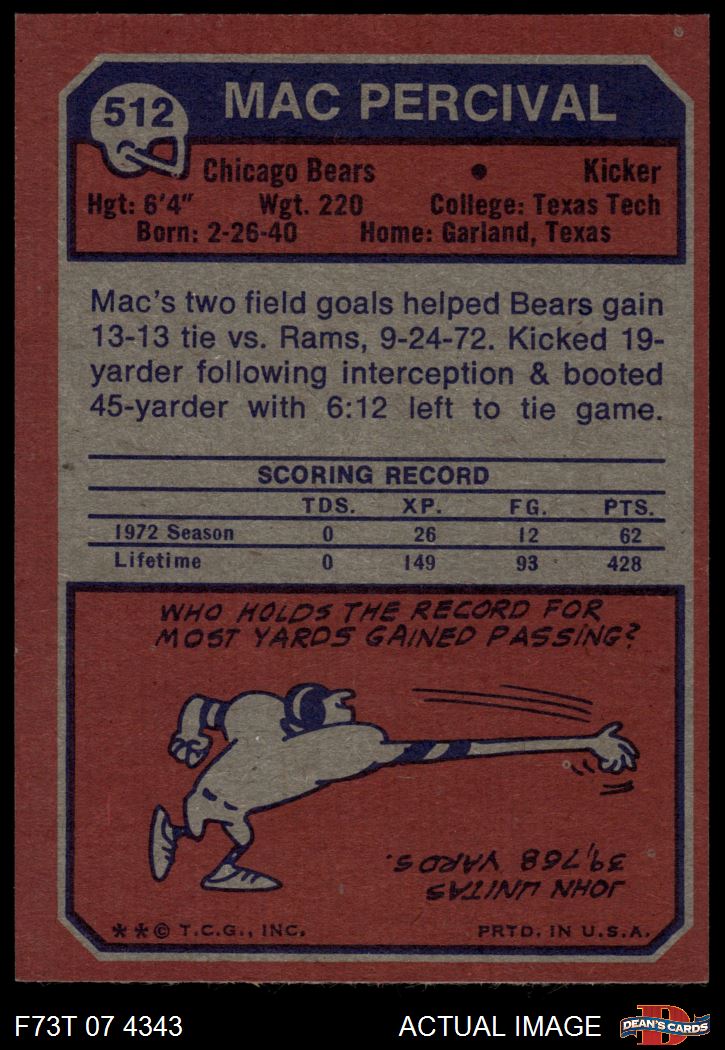 512
MAC PERCIVAL
Chicago Bears • Kicker
Hgt: 6'4" Wgt. 220 College: Texas Tech
Born: 2-26-40 Home: Garland, Texas
Mac's two field goals helped Bears gain
13-13 tie vs. Rams, 9-24-72. Kicked 19-
yarder following interception & booted
45-yarder with 6:12 left to tie game.
SCORING RECORD
TDS. XP. FG. PTS.
1972 Season 0 26 12 62
Lifetime 0 149 93 428
WHO HOLDS THE RECORD FOR
MOST YARDS GAINED PASSING?
JOHN UNITAS
39,768 YARDS.
**© T.C.G., INC. PRTD. IN U.S.A.
F73T 07 4343 ACTUAL IMAGE
D
DEAN'S CARDS